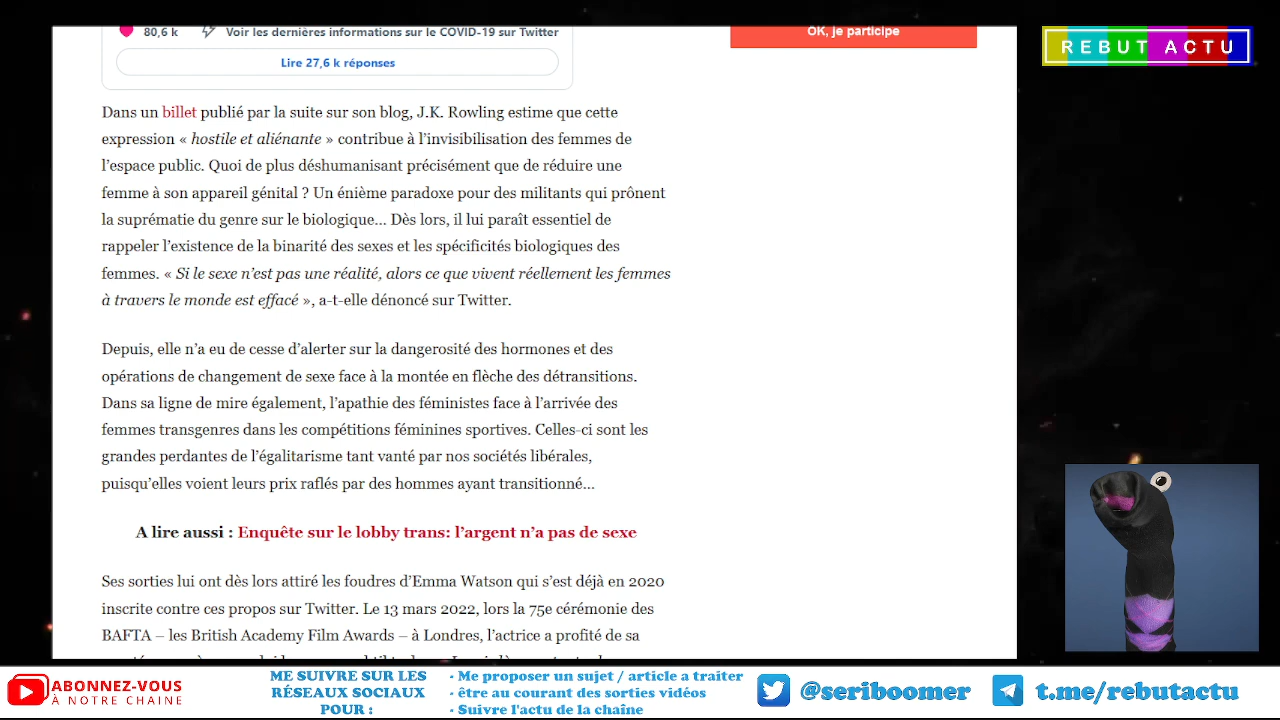 80,6 k Voir les dernières informations sur le COVID-19 sur Twitter
Lire 27,6 k réponses
OK, je participe
REBUT ACTU
Dans un billet publié par la suite sur son blog, J.K. Rowling estime que cette
expression « hostile et aliénante » contribue à l’invisibilisation des femmes de
l’espace public. Quoi de plus déshumanisant précisément que de réduire une
femme à son appareil génital ? Un énième paradoxe pour des militants qui prônent
la suprématie du genre sur le biologique… Dès lors, il lui paraît essentiel de
rappeler l’existence de la binarité des sexes et les spécificités biologiques des
femmes. « Si le sexe n’est pas une réalité, alors ce que vivent réellement les femmes
à travers le monde est effacé », a-t-elle dénoncé sur Twitter.
Depuis, elle n’a eu de cesse d’alerter sur la dangerosité des hormones et des
opérations de changement de sexe face à la montée en flèche des détransitions.
Dans sa ligne de mire également, l’apathie des féministes face à l’arrivée des
femmes transgenres dans les compétitions féminines sportives. Celles-ci sont les
grandes perdantes de l’égalitarisme tant vanté par nos sociétés libérales,
puisqu’elles voient leurs prix raflés par des hommes ayant transitionné…
A lire aussi : Enquête sur le lobby trans: l’argent n’a pas de sexe
Ses sorties lui ont dès lors attiré les foudres d’Emma Watson qui s’est déjà en 2020
inscrite contre ces propos sur Twitter. Le 13 mars 2022, lors la 75e cérémonie des
BAFTA – les British Academy Film Awards – à Londres, l’actrice a profité de sa
ABONNEZ-VOUS
À NOTRE CHAINE
ME SUIVRE SUR LES
RÉSEAUX SOCIAUX
POUR :
- Me proposer un sujet / article a traiter
- être au courant des sorties vidéos
- Suivre l'actu de la chaîne
@seriboomer
t.me/rebutactu